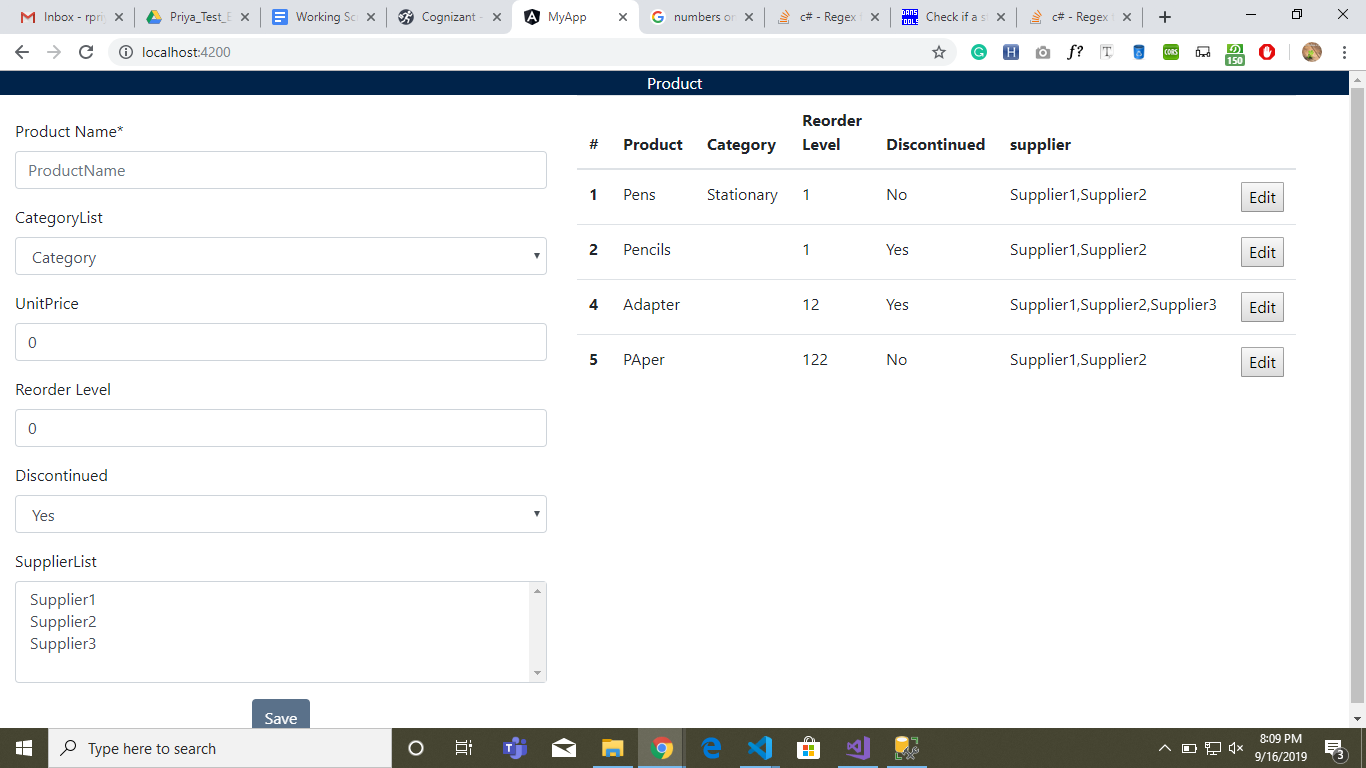 Inbox - rpri
Priya_Test_E
Working Sc
Cognizant -
MyApp
numbers on
c# - Regex
Check if a s
c# - Regex
localhost:4200
f?
CORS
150
Product
Product Name*
ProductName
CategoryList
Category
UnitPrice
0
Reorder Level
0
Discontinued
Yes
SupplierList
Supplier1
Supplier2
Supplier3
Save
# Product Category Reorder Level Discontinued supplier
1 Pens Stationary 1 No Supplier1,Supplier2 Edit
2 Pencils 1 Yes Supplier1,Supplier2 Edit
4 Adapter 12 Yes Supplier1,Supplier2,Supplier3 Edit
5 PAper 122 No Supplier1,Supplier2 Edit
Type here to search
8:09 PM
9/16/2019
3